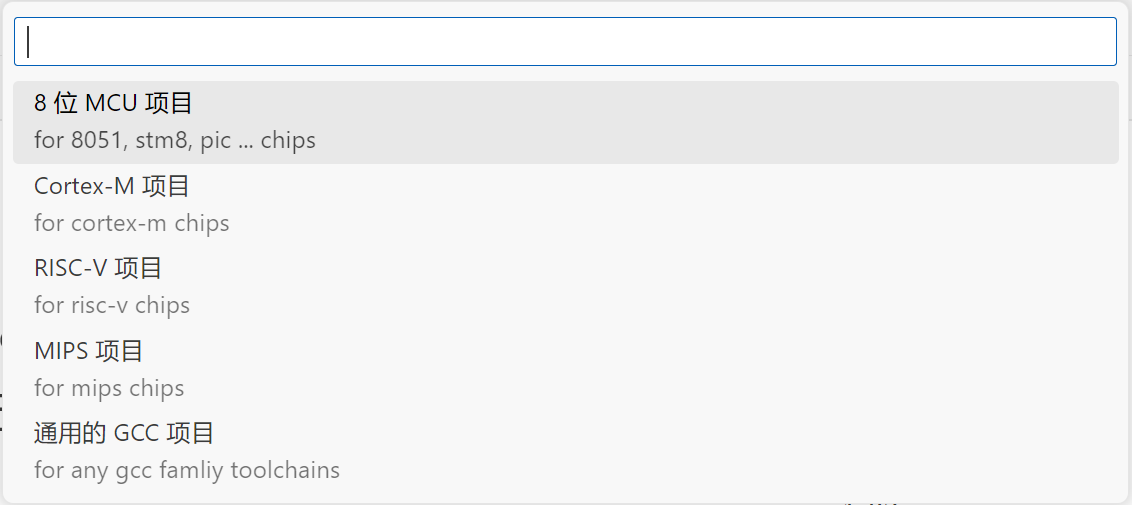 8 位 MCU 项目
for 8051, stm8, pic ... chips
Cortex-M 项目
for cortex-m chips
RISC-V 项目
for risc-v chips
MIPS 项目
for mips chips
通用的 GCC 项目
for any gcc famliy toolchains